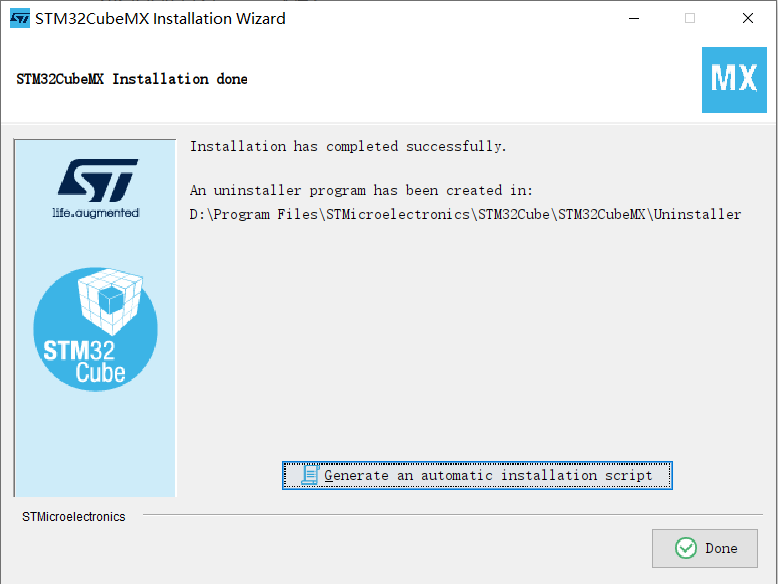 STM32CubeMX Installation Wizard
STM32CubeMX Installation done
MX
Installation has completed successfully.
An uninstaller program has been created in:
D:\Program Files\STMicroelectronics\STM32Cube\STM32CubeMX\Uninstaller
ST
life.augmented
STM32
Cube
Generate an automatic installation script
STMicroelectronics
Done